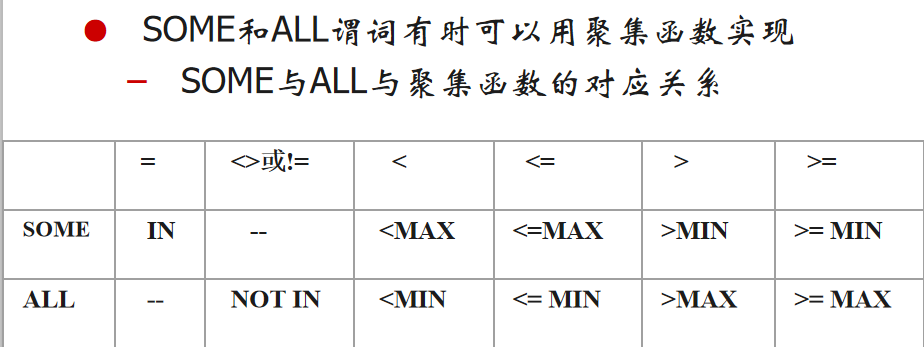 ● SOME和ALL谓词有时可以用聚集函数实现
– SOME与ALL与聚集函数的对应关系
= <>或!= < <= > >=
SOME IN -- <MAX <=MAX >MIN >= MIN
ALL -- NOT IN <MIN <= MIN >MAX >= MAX